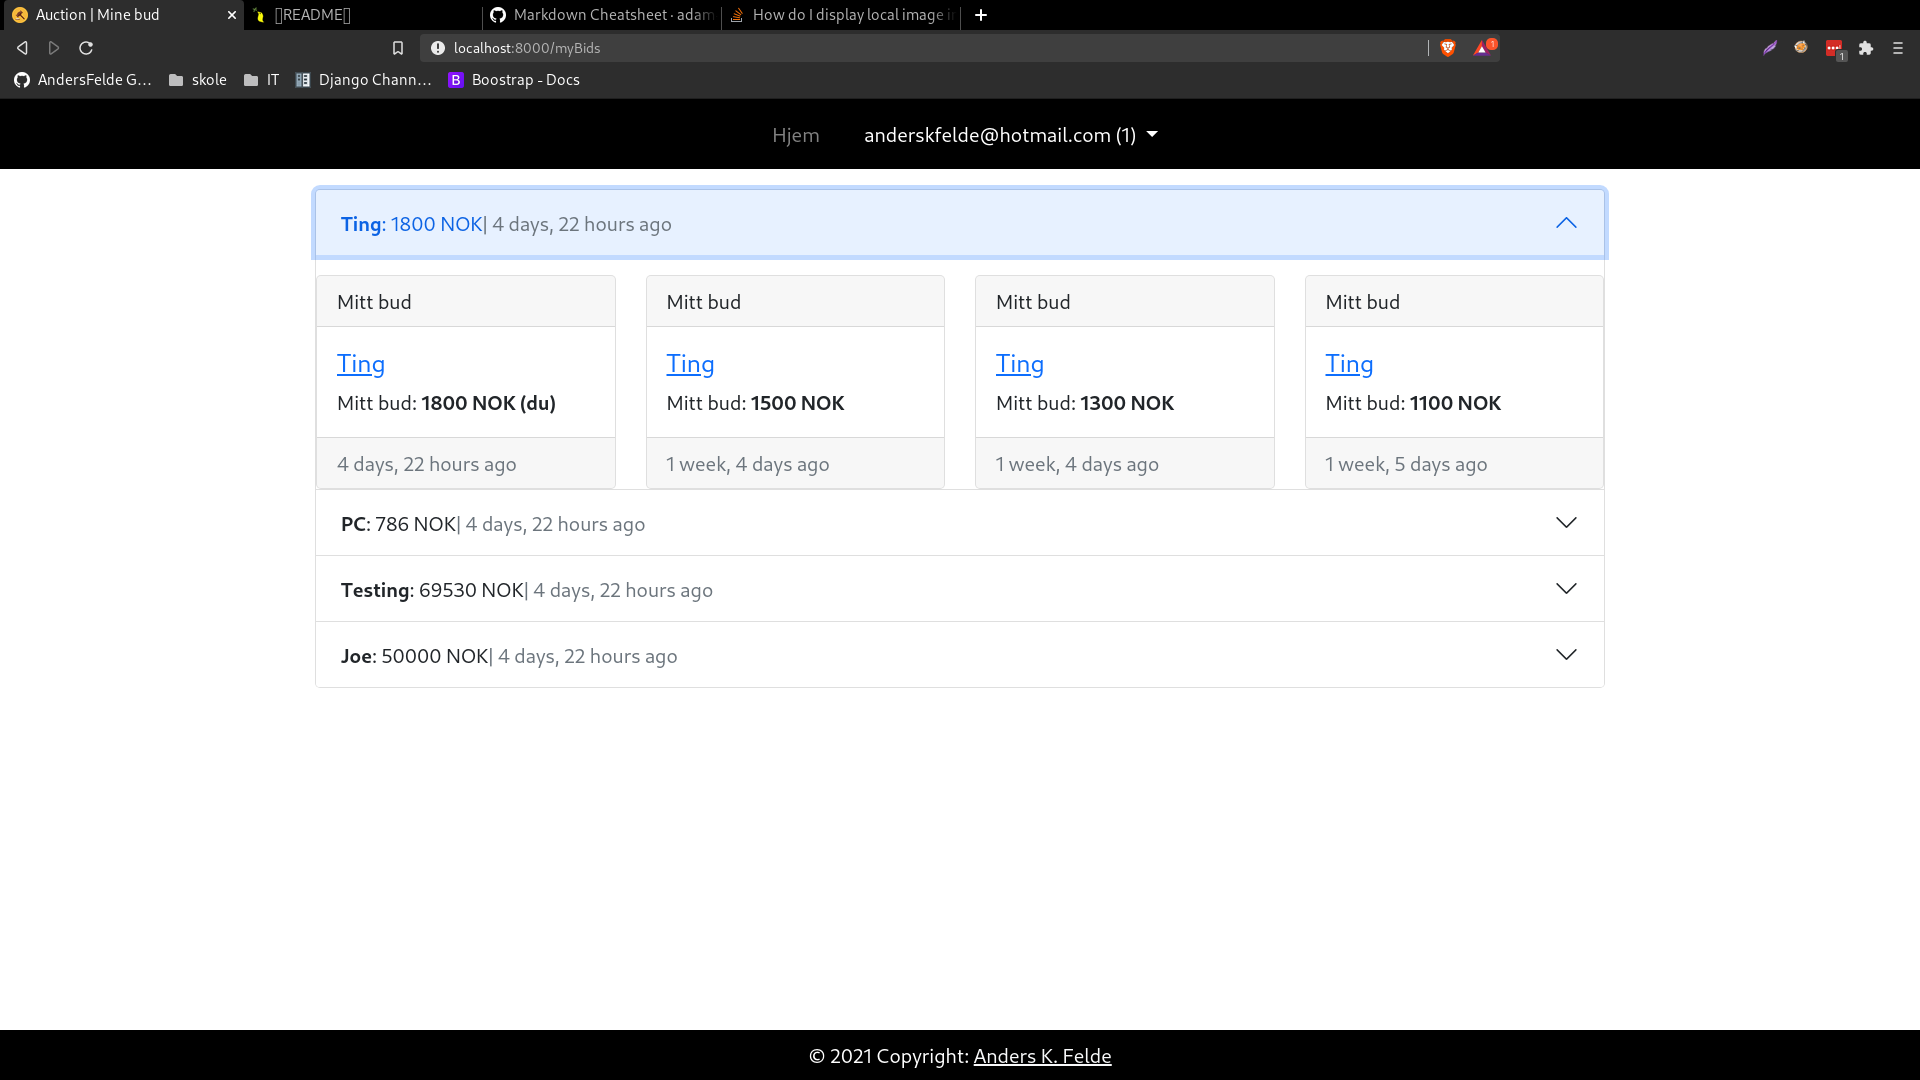 Auction | Mine bud
[]README[]
Markdown Cheatsheet · adam
How do I display local image i
localhost:8000/myBids
1
1
AndersFelde G...
skole
IT
Django Chann...
B
Boostrap - Docs
Hjem
anderskfelde@hotmail.com (1)
Ting: 1800 NOK| 4 days, 22 hours ago
Mitt bud
Ting
Mitt bud: 1800 NOK (du)
4 days, 22 hours ago
Mitt bud
Ting
Mitt bud: 1500 NOK
1 week, 4 days ago
Mitt bud
Ting
Mitt bud: 1300 NOK
1 week, 4 days ago
Mitt bud
Ting
Mitt bud: 1100 NOK
1 week, 5 days ago
PC: 786 NOK| 4 days, 22 hours ago
Testing: 69530 NOK| 4 days, 22 hours ago
Joe: 50000 NOK| 4 days, 22 hours ago
© 2021 Copyright: Anders K. Felde